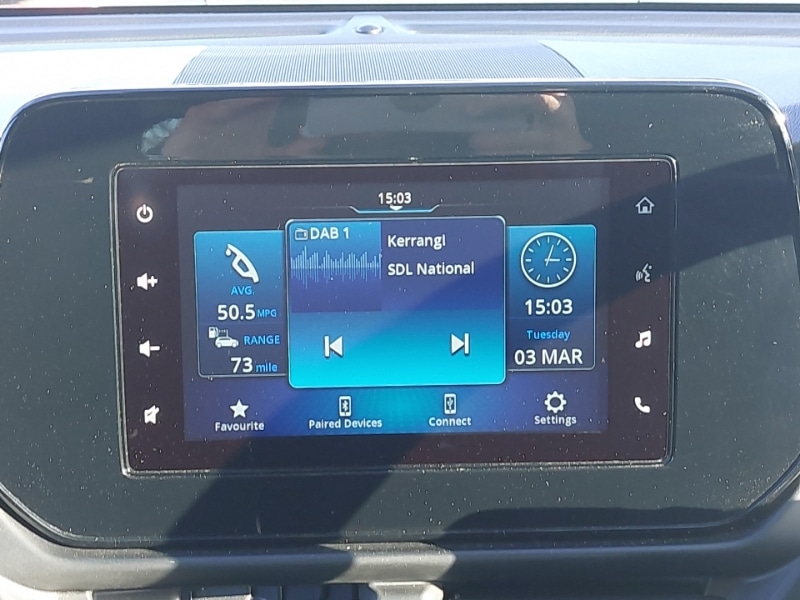 15:03
DAB 1
Kerrang!
SDL National
AVG.
50.5 MPG
RANGE
73 mile
15:03
Tuesday
03 MAR
Favourite
Paired Devices
Connect
Settings